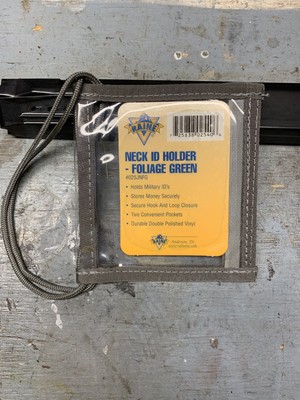 RAINE
NECK ID HOLDER
- FOLIAGE GREEN
• Holds Military ID's
• Stores Money Securely
• Secure Hook And Loop Closure
• Two Convenient Pockets
• Durable Double Polished Vinyl